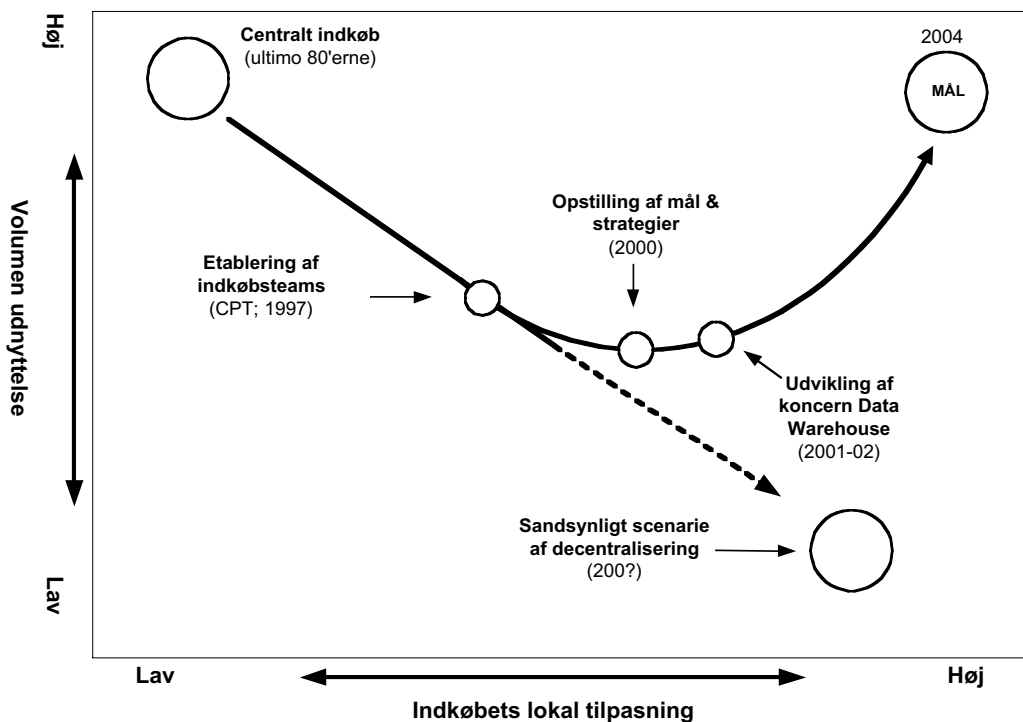 Høj
Centralt indkøb
(ultimo 80'erne)
2004
MÅL
Opstilling af mål &
strategier
(2000)
Etablering af
indkøbsteams
(CPT; 1997)
Volumen udnyttelse
Udvikling af
koncern Data
Warehouse
(2001-02)
Sandsynligt scenarie
af decentralisering
(200?)
Lav
Lav
Høj
Indkøbets lokal tilpasning